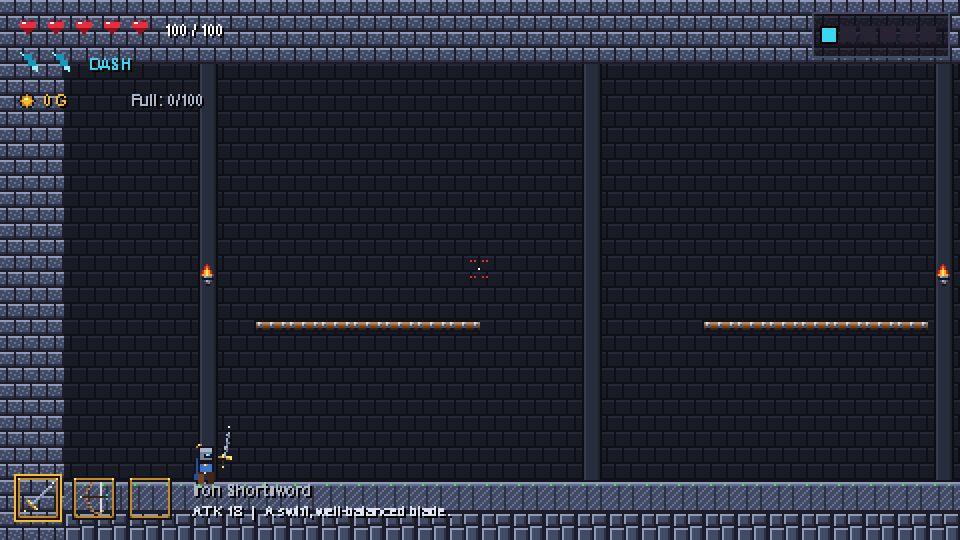 100 / 100
DASH
0 G
Full: 0/100
Iron Shortsword
ATK 18 | A swift, well-balanced blade.